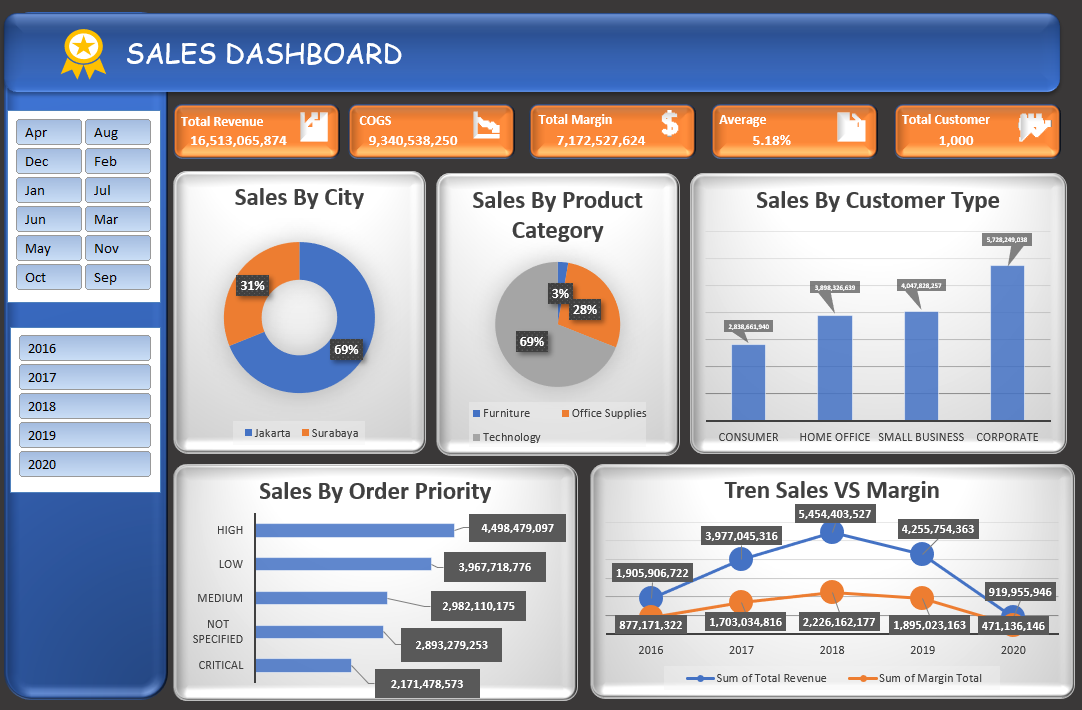 SALES DASHBOARD
Apr
Aug
Dec
Feb
Jan
Jul
Jun
Mar
May
Nov
Oct
Sep
2016
2017
2018
2019
2020
Total Revenue
16,513,065,874
COGS
9,340,538,250
Total Margin
7,172,527,624
$
Average
5.18%
Total Customer
1,000
Sales By City
31%
69%
Jakarta
Surabaya
Sales By Product
Category
3%
28%
69%
Furniture
Office Supplies
Technology
Sales By Customer Type
2,838,661,940
3,898,326,639
4,047,828,257
5,728,249,038
CONSUMER
HOME OFFICE
SMALL BUSINESS
CORPORATE
Sales By Order Priority
HIGH
4,498,479,097
LOW
3,967,718,776
MEDIUM
2,982,110,175
NOT
SPECIFIED
2,893,279,253
CRITICAL
2,171,478,573
Tren Sales VS Margin
1,905,906,722
3,977,045,316
5,454,403,527
4,255,754,363
919,955,946
877,171,322
1,703,034,816
2,226,162,177
1,895,023,163
471,136,146
2016
2017
2018
2019
2020
Sum of Total Revenue
Sum of Margin Total